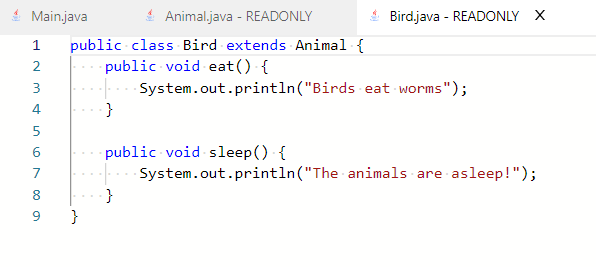 Main.java Animal.java - READONLY Bird.java - READONLY X
1 public class Bird extends Animal {
2     public void eat() {
3         System.out.println("Birds eat worms");
4     }
5
6     public void sleep() {
7         System.out.println("The animals are asleep!");
8     }
9 }